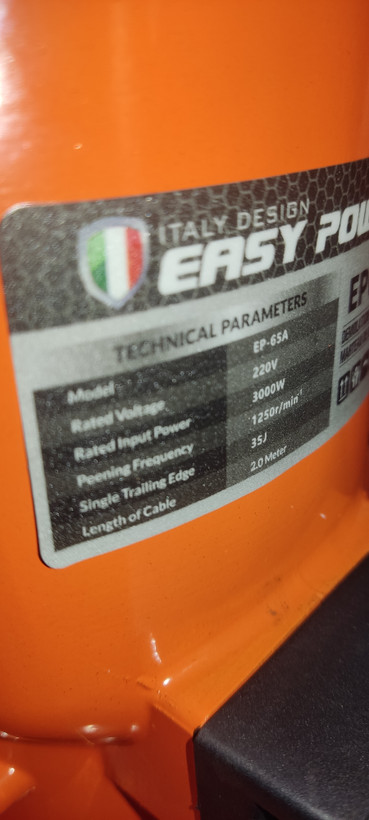 ITALY DESIGN
EASY POW
TECHNICAL PARAMETERS
EP
Model EP-65A
Rated Voltage 220V
Rated Input Power 3000W
Peening Frequency 1250r/min⁻¹
Single Trailing Edge 35J
Length of Cable 2.0 Meter